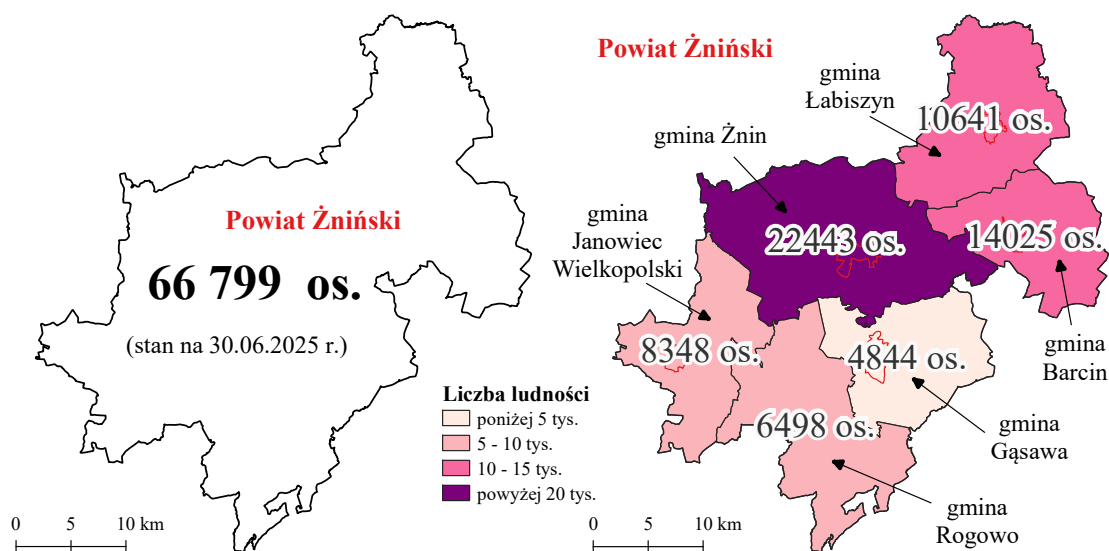 Powiat Żniński
66 799 os.
(stan na 30.06.2025 r.)
0 5 10 km
Powiat Żniński
gmina
Łabiszyn
10641 os.
gmina Żnin
22443 os.
14025 os.
gmina
Janowiec
Wielkopolski
8348 os.
4844 os.
gmina
Barcin
6498 os.
gmina
Gąsawa
gmina
Rogowo
Liczba ludności
poniżej 5 tys.
5 - 10 tys.
10 - 15 tys.
powyżej 20 tys.
0 5 10 km